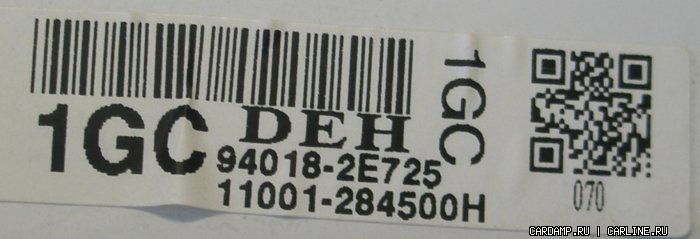 1GC DEH 1GC
94018-2E725
11001-284500H
070
CARDAMP.RU | CARLINE.RU